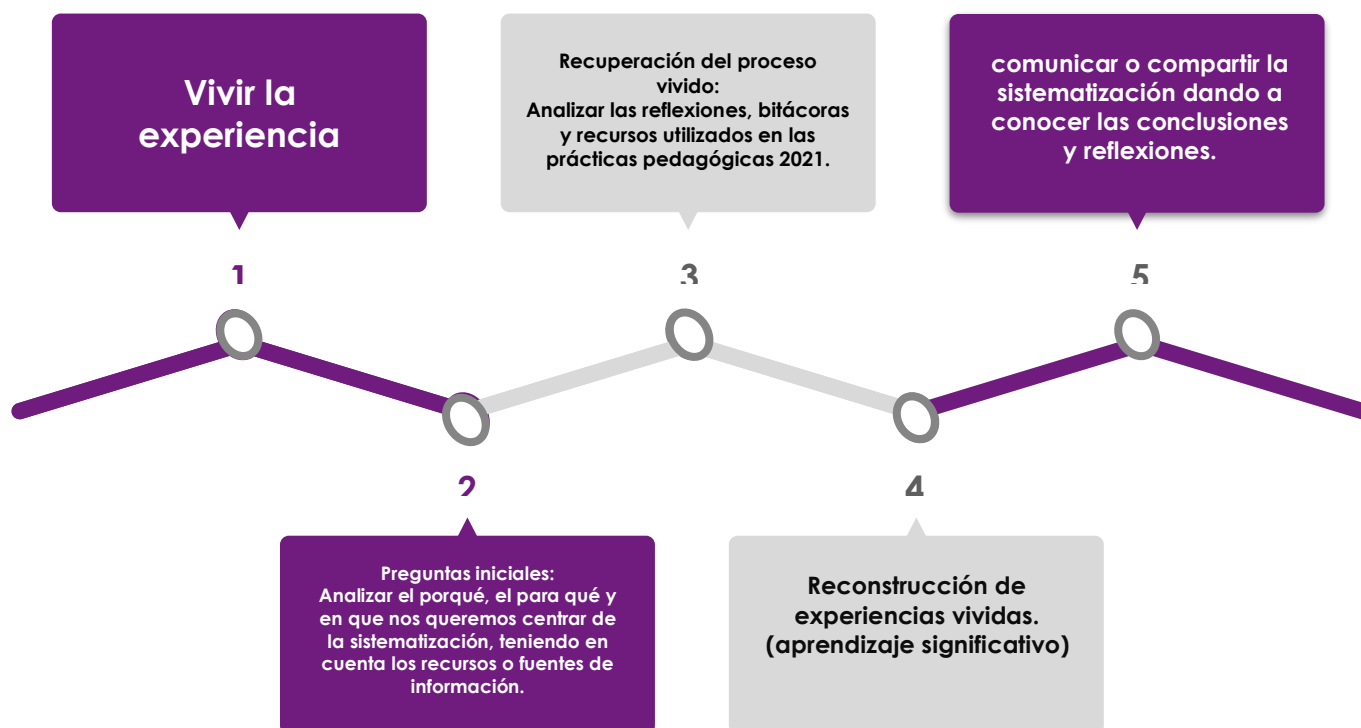 Vivir la
experiencia
1
Preguntas iniciales:
Analizar el porqué, el para qué y
en que nos queremos centrar de
la sistematización, teniendo en
cuenta los recursos o fuentes de
información.
2
Recuperación del proceso
vivido:
Analizar las reflexiones, bitácoras
y recursos utilizados en las
prácticas pedagógicas 2021.
3
Reconstrucción de
experiencias vividas.
(aprendizaje significativo)
4
comunicar o compartir la
sistematización dando a
conocer las conclusiones
y reflexiones.
5